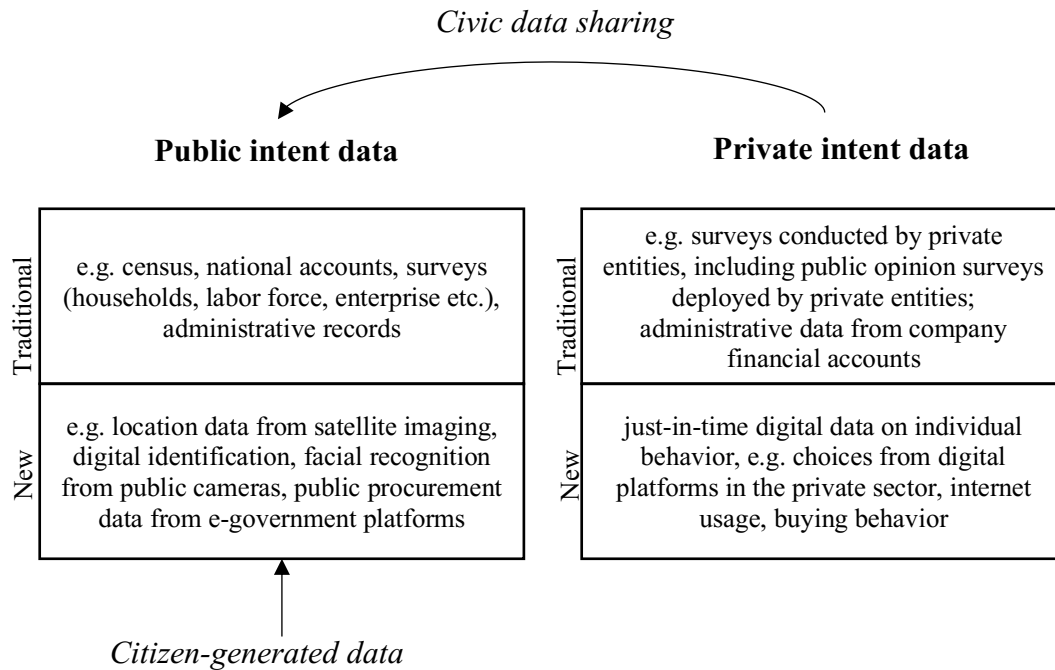 Civic data sharing
Public intent data
Private intent data
Traditional
e.g. census, national accounts, surveys
(households, labor force, enterprise etc.),
administrative records
Traditional
e.g. surveys conducted by private
entities, including public opinion surveys
deployed by private entities;
administrative data from company
financial accounts
New
e.g. location data from satellite imaging,
digital identification, facial recognition
from public cameras, public procurement
data from e-government platforms
New
just-in-time digital data on individual
behavior, e.g. choices from digital
platforms in the private sector, internet
usage, buying behavior
Citizen-generated data